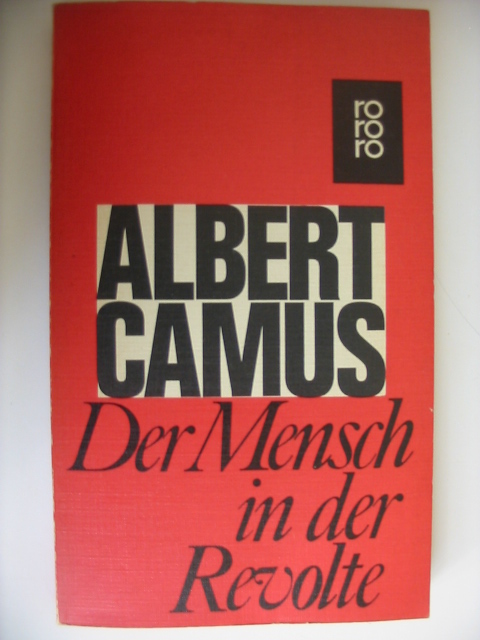 ro
ro
ro
ALBERT
CAMUS
Der Mensch
in der
Revolte